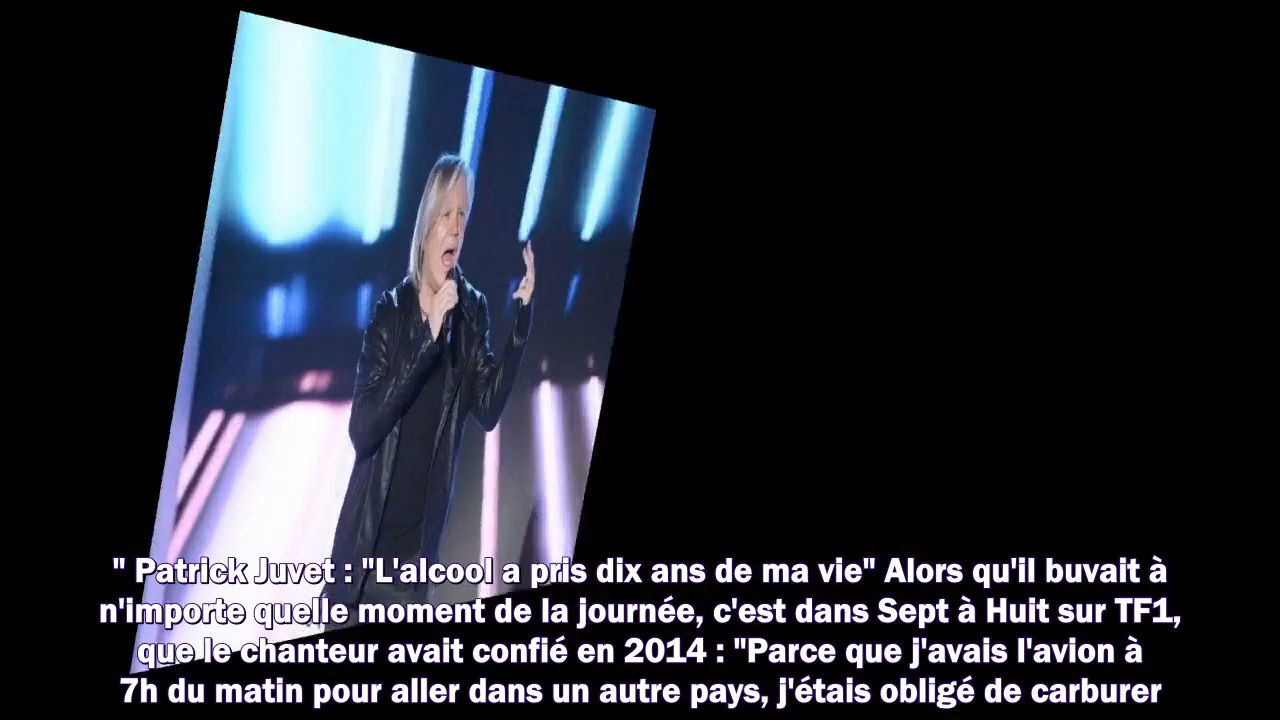 " Patrick Juvet : "L'alcool a pris dix ans de ma vie" Alors qu'il buvait à
n'importe quelle moment de la journée, c'est dans Sept à Huit sur TF1,
que le chanteur avait confié en 2014 : "Parce que j'avais l'avion à
7h du matin pour aller dans un autre pays, j'étais obligé de carburer